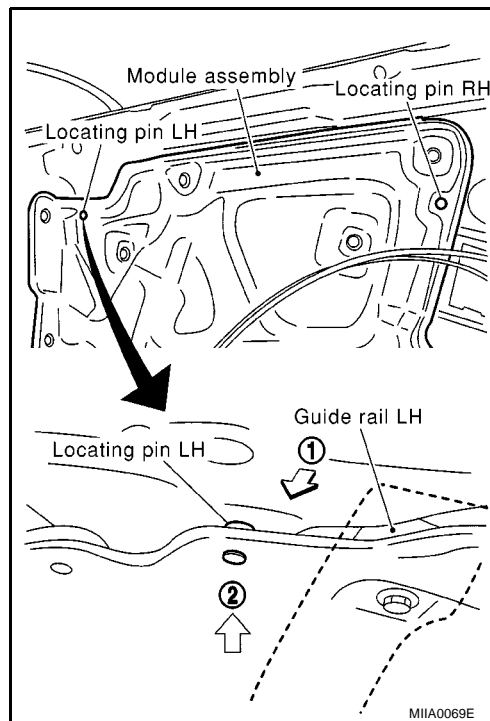 Module assembly
Locating pin RH
Locating pin LH
Guide rail LH
Locating pin LH
1
2
MIIA0069E